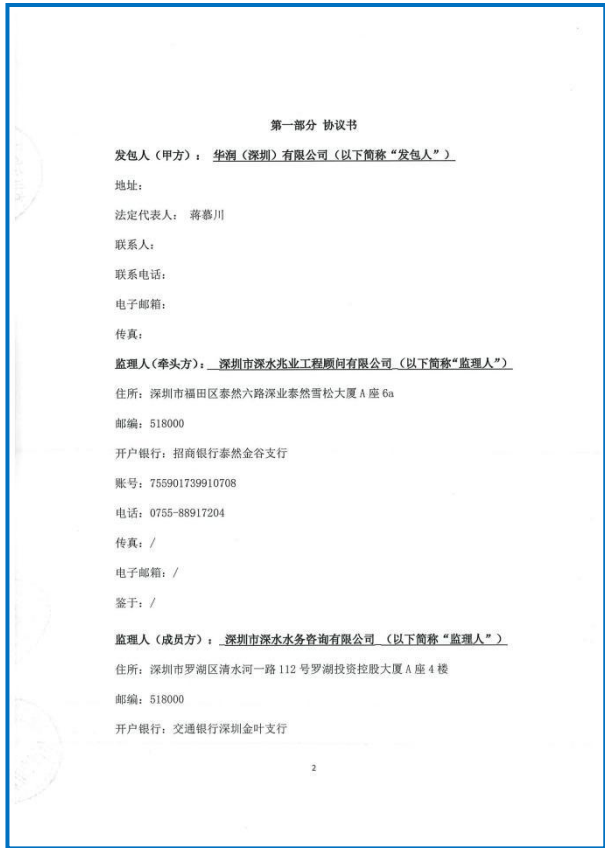 第一部分 协议书
发包人（甲方）： 华润（深圳）有限公司（以下简称“发包人”）
地址：
法定代表人： 蒋慕川
联系人：
联系电话：
电子邮箱：
传真：
监理人(牵头方)： 深圳市深水兆业工程顾问有限公司 （以下简称“监理人”）
住所：深圳市福田区泰然六路深业泰然雪松大厦 A 座 6a
邮编：518000
开户银行：招商银行泰然金谷支行
账号：755901739910708
电话：0755-88917204
传真：/
电子邮箱：/
鉴于：/
监理人（成员方）： 深圳市深水水务咨询有限公司 （以下简称“监理人”）
住所：深圳市罗湖区清水河一路 112 号罗湖投资控股大厦 A 座 4 楼
邮编：518000
开户银行：交通银行深圳金叶支行
2